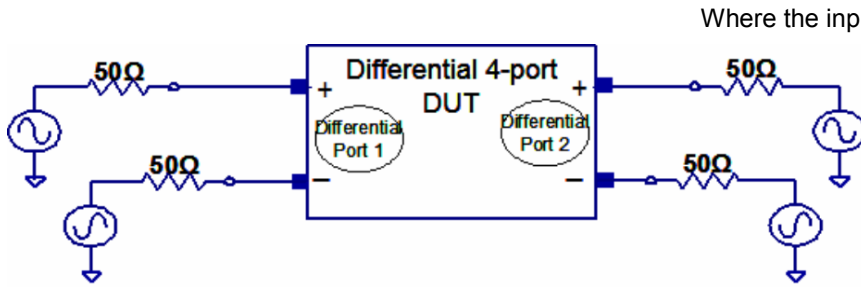 Where the inp
50Ω
Differential 4-port
DUT
50Ω
+
+
Differential
Port 1
Differential
Port 2
50Ω
50Ω
−
−